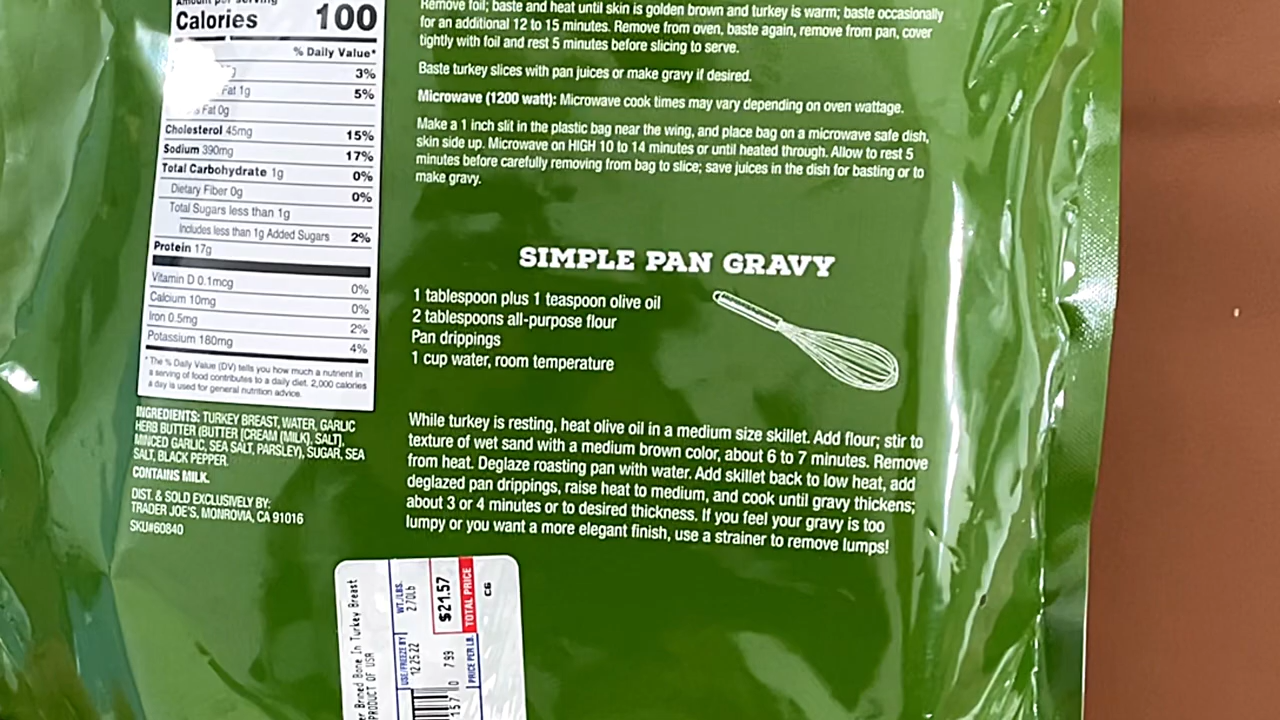 Amount per serving
Calories 100
% Daily Value*
3%
Fat 1g 5%
Fat 0g
Cholesterol 45mg 15%
Sodium 390mg 17%
Total Carbohydrate 1g 0%
Dietary Fiber 0g 0%
Total Sugars less than 1g
Includes less than 1g Added Sugars 2%
Protein 17g
Vitamin D 0.1mcg 0%
Calcium 10mg 0%
Iron 0.5mg 2%
Potassium 180mg 4%
* The % Daily Value (DV) tells you how much a nutrient in
a serving of food contributes to a daily diet. 2,000 calories
a day is used for general nutrition advice.
INGREDIENTS: TURKEY BREAST, WATER, GARLIC
HERB BUTTER (BUTTER [CREAM (MILK), SALT],
MINCED GARLIC, SEA SALT, PARSLEY), SUGAR, SEA
SALT, BLACK PEPPER.
CONTAINS MILK.
DIST. & SOLD EXCLUSIVELY BY:
TRADER JOE'S, MONROVIA, CA 91016
SKU#60840
Remove foil; baste and heat until skin is golden brown and turkey is warm; baste occasionally
for an additional 12 to 15 minutes. Remove from oven, baste again, remove from pan, cover
tightly with foil and rest 5 minutes before slicing to serve.
Baste turkey slices with pan juices or make gravy if desired.
Microwave (1200 watt): Microwave cook times may vary depending on oven wattage.
Make a 1 inch slit in the plastic bag near the wing, and place bag on a microwave safe dish,
skin side up. Microwave on HIGH 10 to 14 minutes or until heated through. Allow to rest 5
minutes before carefully removing from bag to slice; save juices in the dish for basting or to
make gravy.
SIMPLE PAN GRAVY
1 tablespoon plus 1 teaspoon olive oil
2 tablespoons all-purpose flour
Pan drippings
1 cup water, room temperature
While turkey is resting, heat olive oil in a medium size skillet. Add flour; stir to
texture of wet sand with a medium brown color, about 6 to 7 minutes. Remove
from heat. Deglaze roasting pan with water. Add skillet back to low heat, add
deglazed pan drippings, raise heat to medium, and cook until gravy thickens;
about 3 or 4 minutes or to desired thickness. If you feel your gravy is too
lumpy or you want a more elegant finish, use a strainer to remove lumps!
Brined Bone In Turkey Breast
PRODUCT OF USA
USE/FREEZE BY WT./LBS.
12.25.22 2.70Lb
7.99 $21.57
PRICE PER LB. TOTAL PRICE
CG